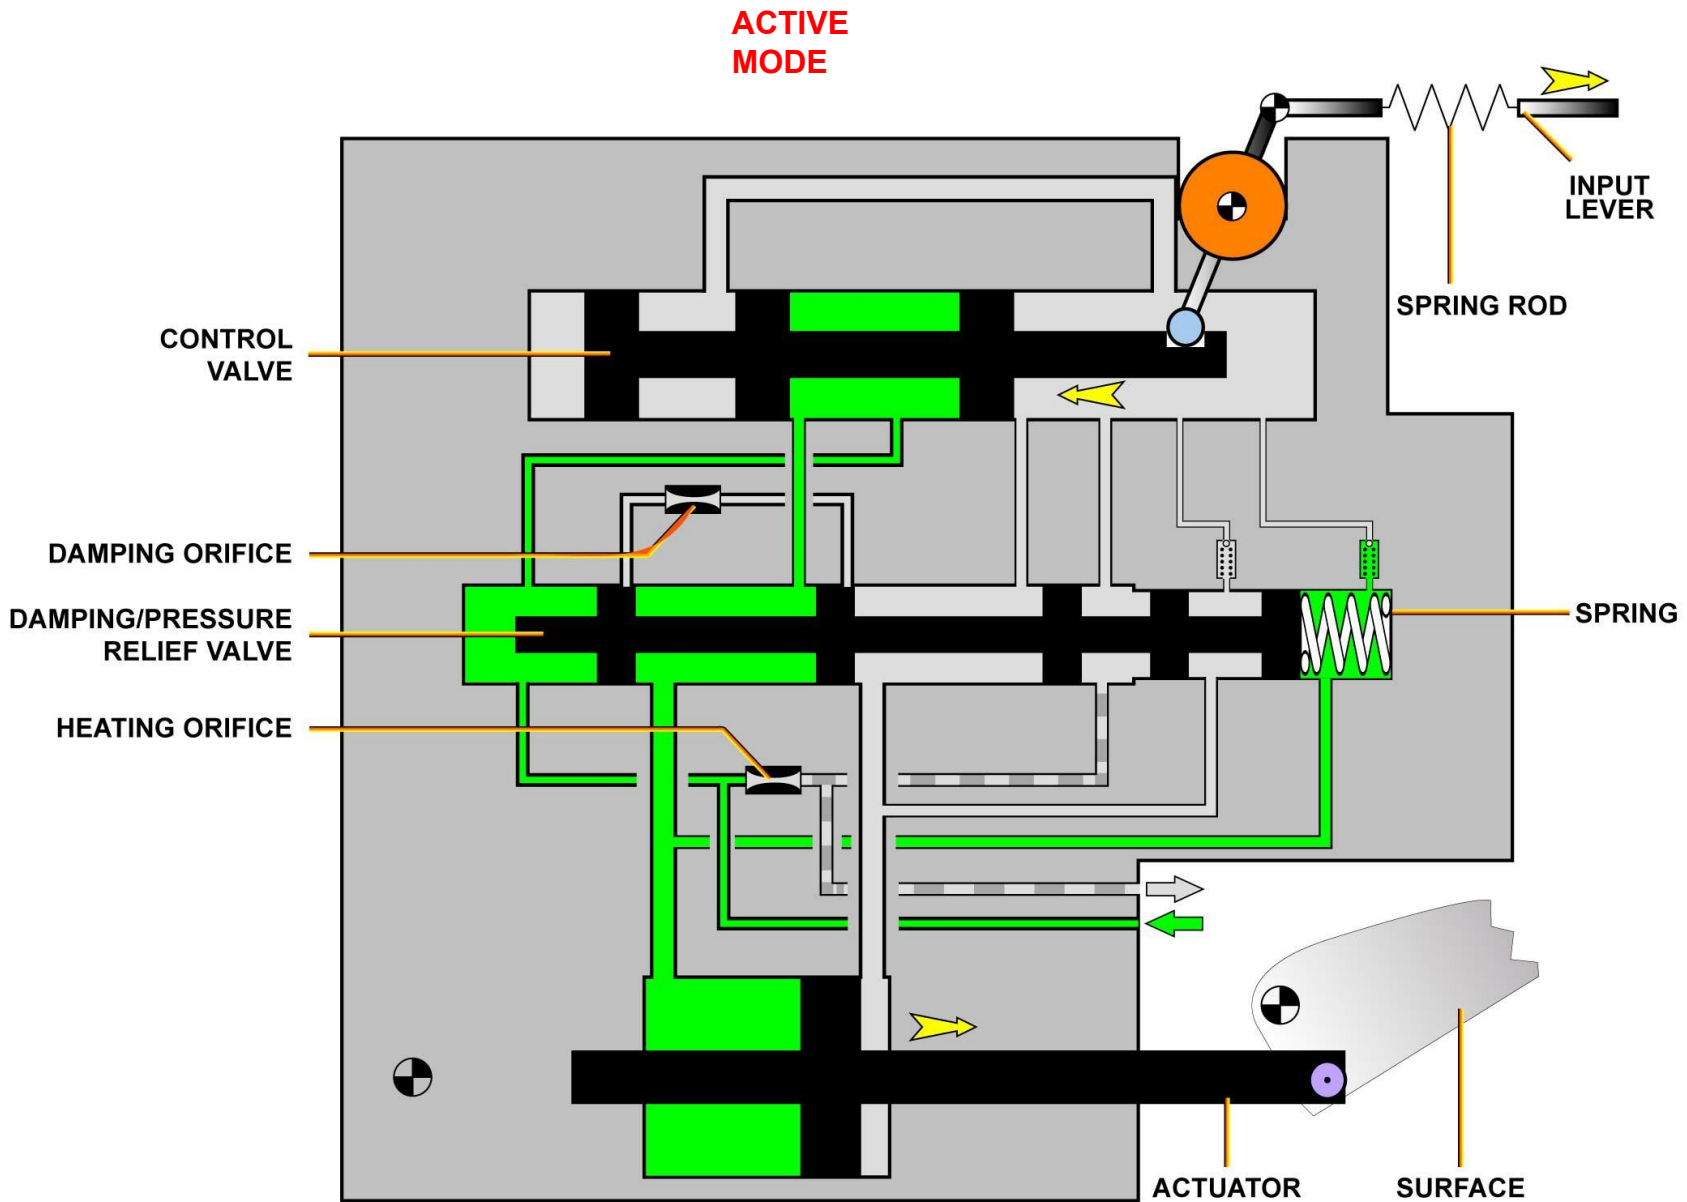 ACTIVE
MODE
INPUT
LEVER
SPRING ROD
CONTROL
VALVE
DAMPING ORIFICE
DAMPING/PRESSURE
RELIEF VALVE
SPRING
HEATING ORIFICE
ACTUATOR
SURFACE